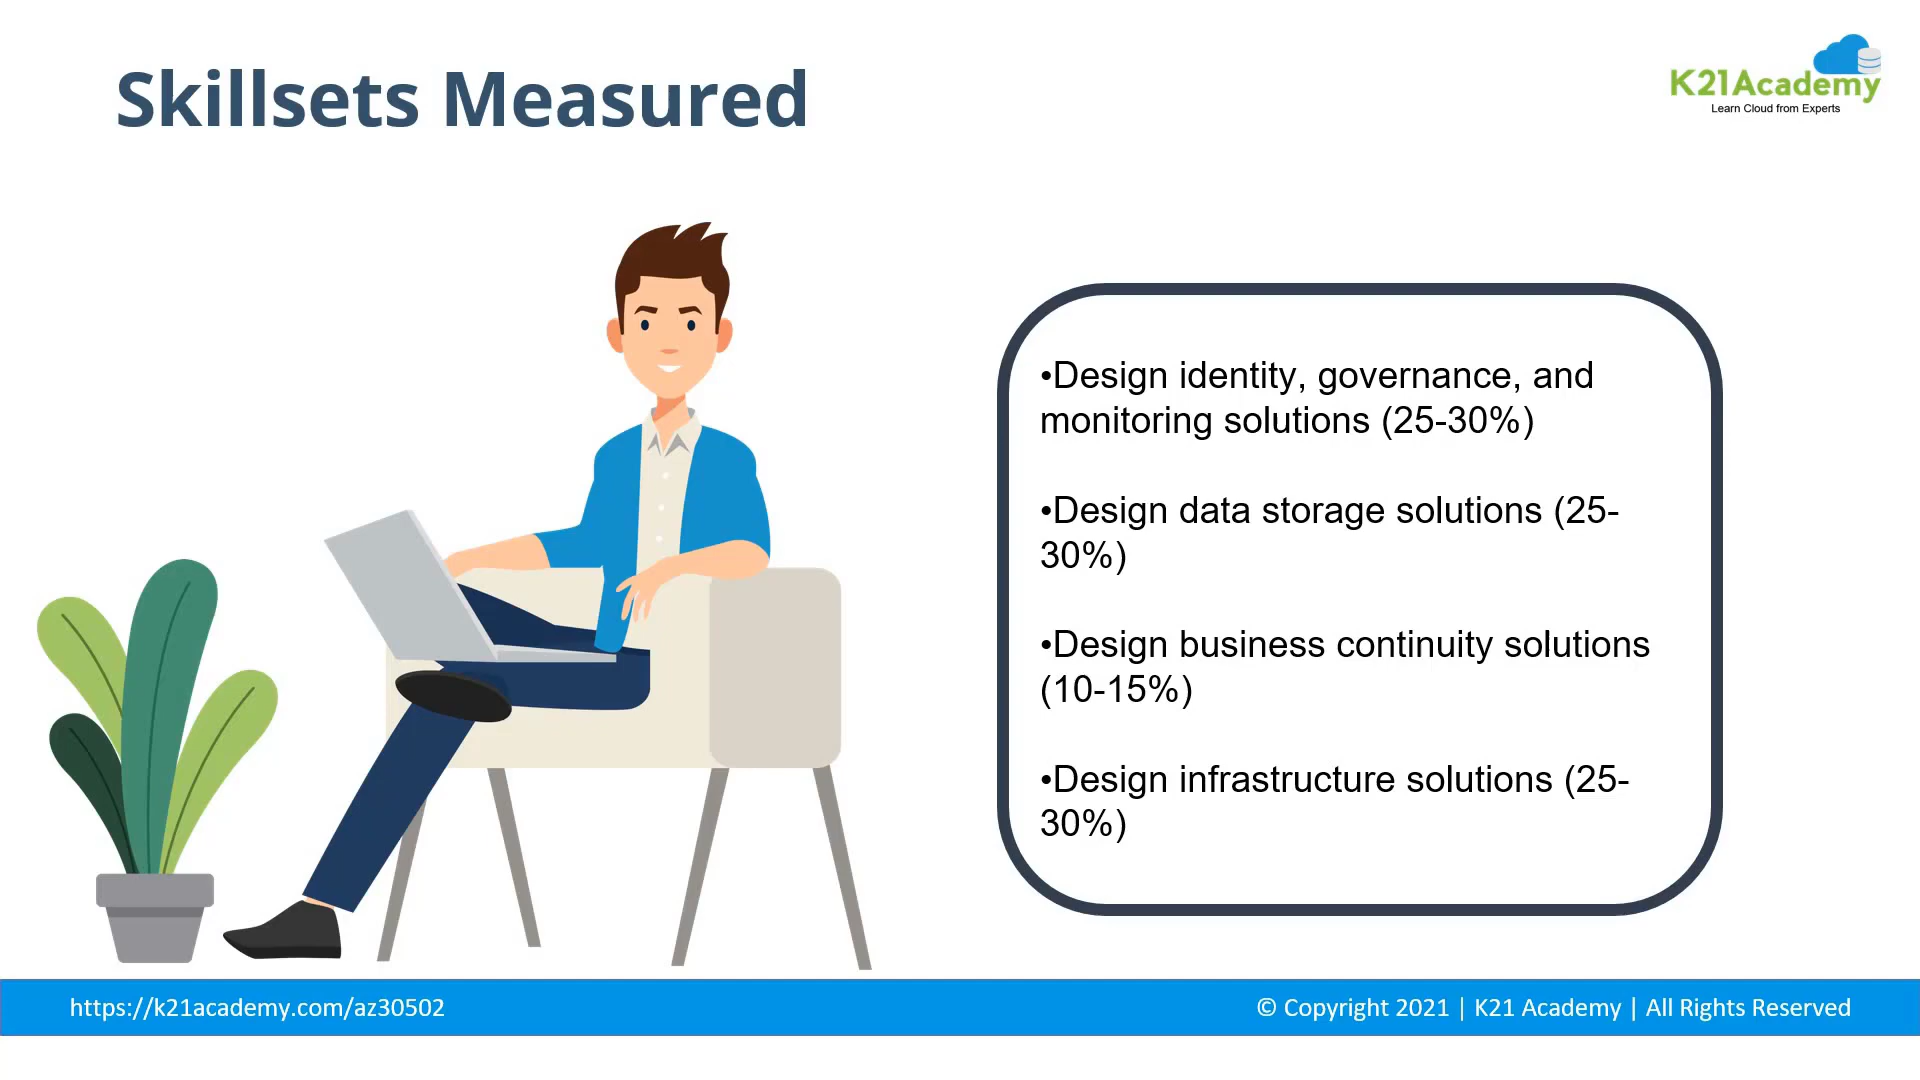 Skillsets Measured
K21Academy
Learn Cloud from Experts
•Design identity, governance, and
monitoring solutions (25-30%)
•Design data storage solutions (25-
30%)
•Design business continuity solutions
(10-15%)
•Design infrastructure solutions (25-
30%)
https://k21academy.com/az30502
© Copyright 2021 | K21 Academy | All Rights Reserved